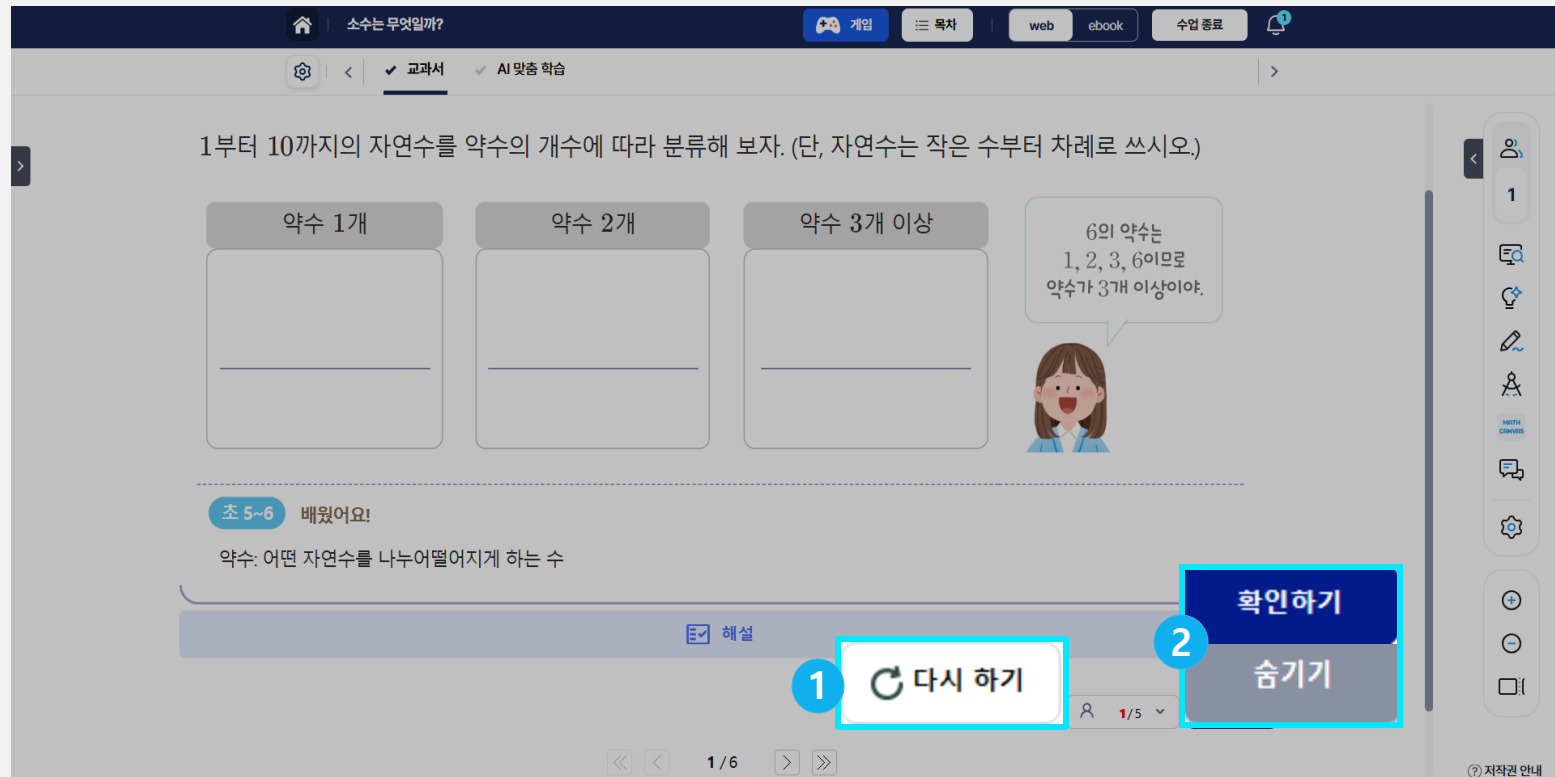 소수는 무엇일까?
게임
목차
web
ebook
수업 종료
1
교과서
AI 맞춤 학습
1부터 10까지의 자연수를 약수의 개수에 따라 분류해 보자. (단, 자연수는 작은 수부터 차례로 쓰시오.)
약수 1개
약수 2개
약수 3개 이상
6의 약수는
1, 2, 3, 6이므로
약수가 3개 이상이야.
초 5~6 배웠어요!
약수: 어떤 자연수를 나누어떨어지게 하는 수
해설
1
다시 하기
2
확인하기
숨기기
1/5
1 / 6
1
MATH
CANVAS
저작권 안내